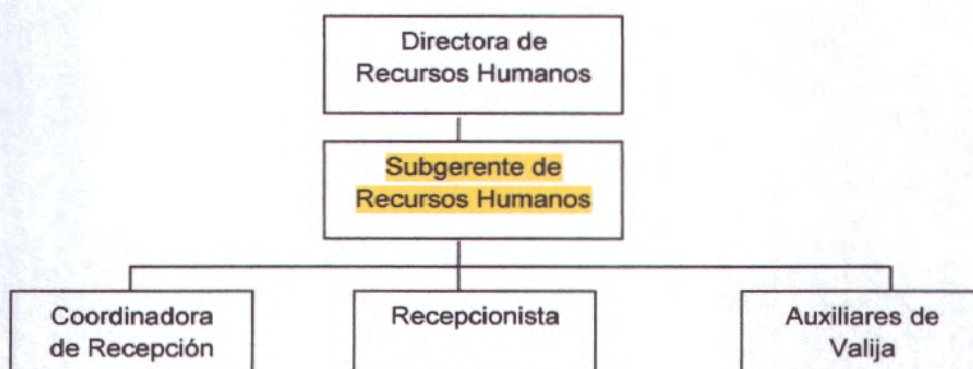 Directora de
Recursos Humanos
Subgerente de
Recursos Humanos
Coordinadora
de Recepción
Recepcionista
Auxiliares de
Valija